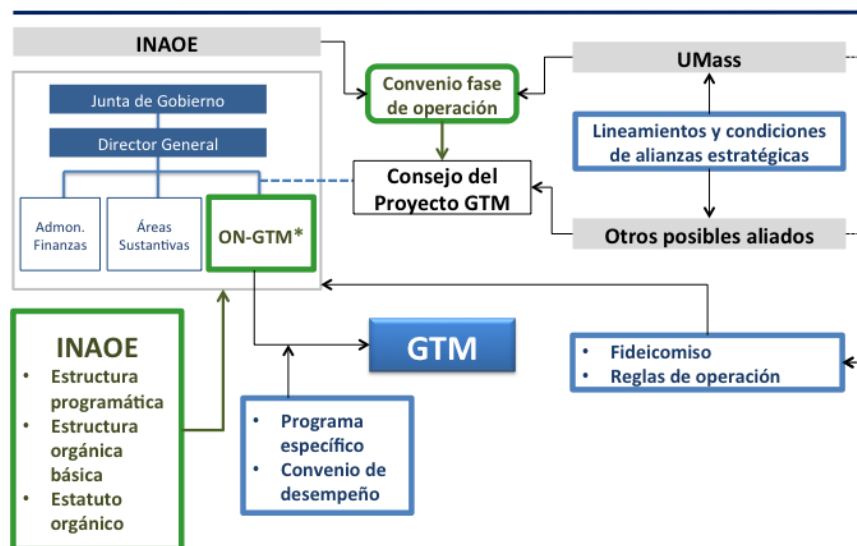 INAOE
Convenio fase
de operación
UMass
Junta de Gobierno
Director General
Lineamientos y condiciones
de alianzas estratégicas
Consejo del
Proyecto GTM
Admon.
Finanzas
Áreas
Sustantivas
ON-GTM*
Otros posibles aliados
INAOE
• Estructura
programática
• Estructura
orgánica
básica
• Estatuto
orgánico
GTM
• Fideicomiso
• Reglas de operación
• Programa
específico
• Convenio de
desempeño